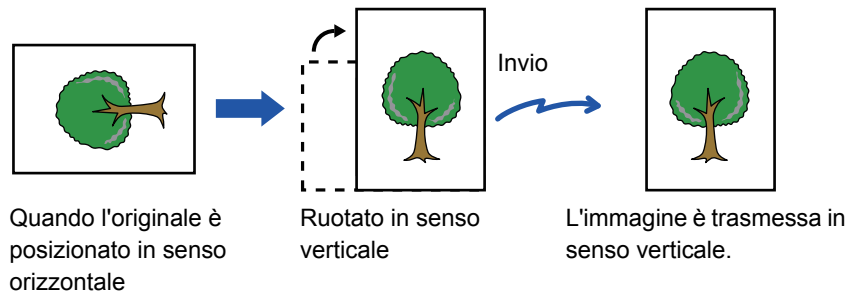 Invio
Quando l'originale è
posizionato in senso
orizzontale
Ruotato in senso
verticale
L'immagine è trasmessa in
senso verticale.